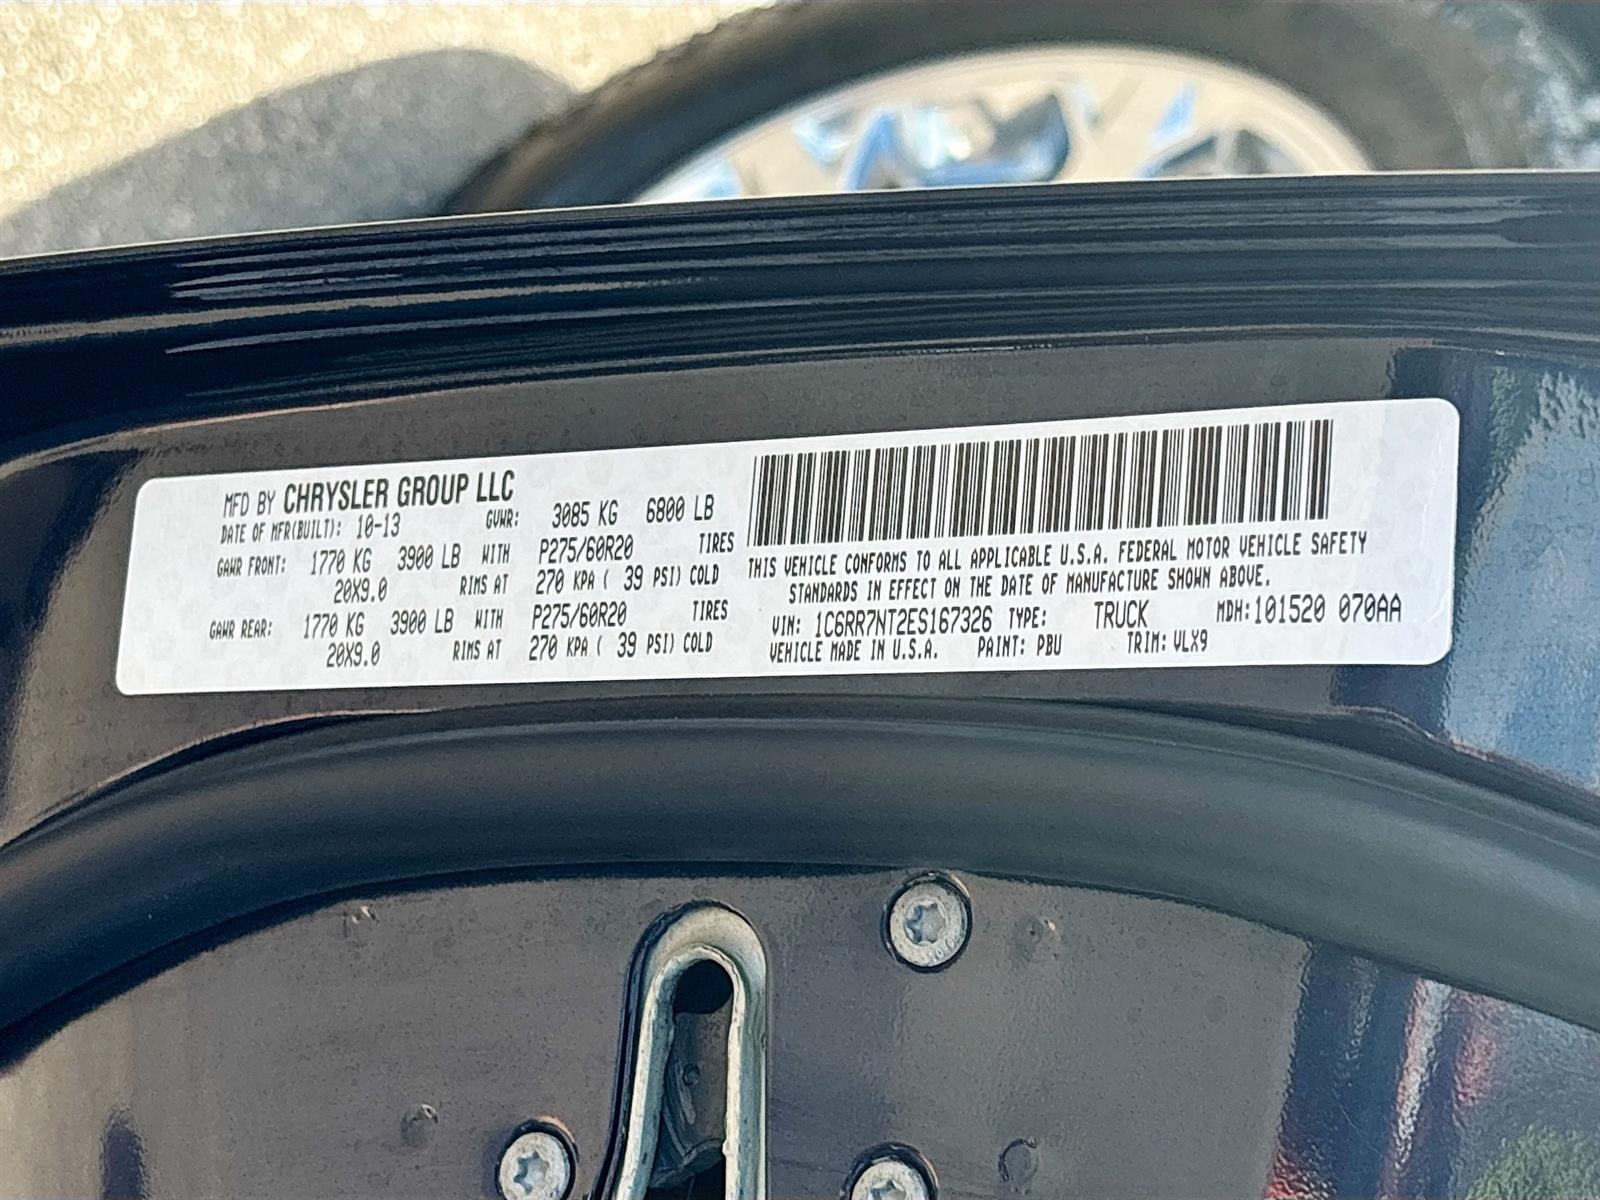 MFD BY CHRYSLER GROUP LLC
DATE OF MFR(BUILT): 10-13 GVWR: 3085 KG 6800 LB
GAWR FRONT: 1770 KG 3900 LB WITH P275/60R20 TIRES
20X9.0 RIMS AT 270 KPA ( 39 PSI) COLD
GAWR REAR: 1770 KG 3900 LB WITH P275/60R20 TIRES
20X9.0 RIMS AT 270 KPA ( 39 PSI) COLD
THIS VEHICLE CONFORMS TO ALL APPLICABLE U.S.A. FEDERAL MOTOR VEHICLE SAFETY
STANDARDS IN EFFECT ON THE DATE OF MANUFACTURE SHOWN ABOVE.
VIN: 1C6RR7NT2ES167326 TYPE: TRUCK MDH:101520 070AA
VEHICLE MADE IN U.S.A. PAINT: PBU TRIM: VLX9